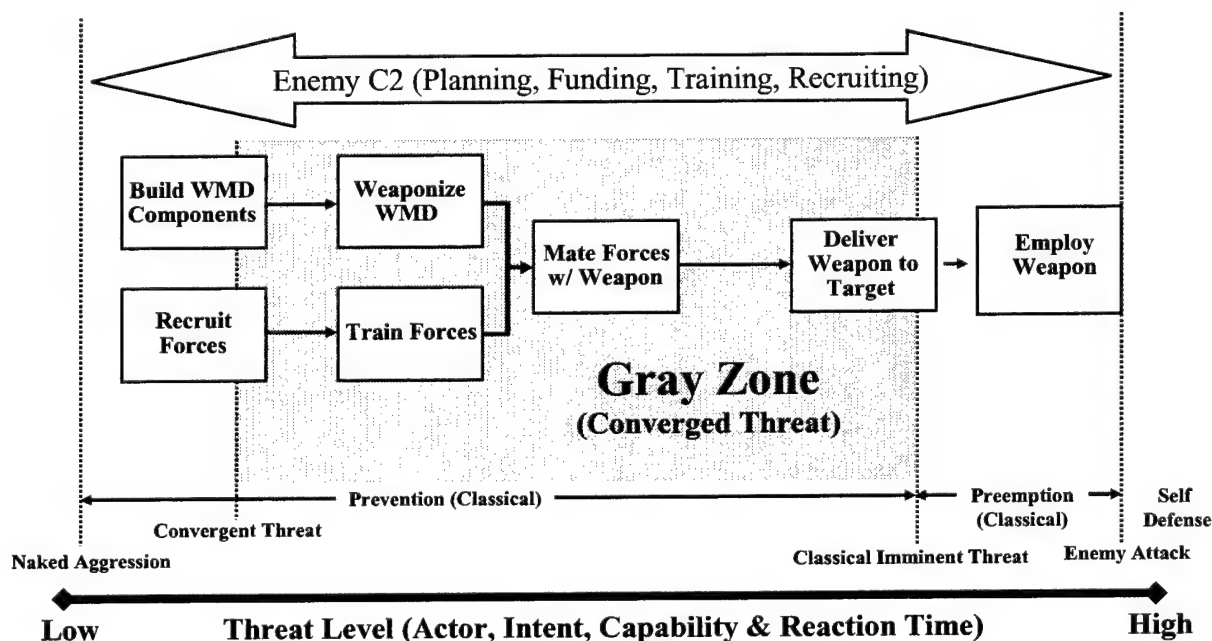 Enemy C2 (Planning, Funding, Training, Recruiting)
Build WMD
Components
Weaponize
WMD
Mate Forces
w/ Weapon
Deliver
Weapon to
Target
Employ
Weapon
Recruit
Forces
Train Forces
Gray Zone
(Converged Threat)
Prevention (Classical)
Preemption
(Classical)
Self
Defense
Convergent Threat
Naked Aggression
Classical Imminent Threat
Enemy Attack
Low
Threat Level (Actor, Intent, Capability & Reaction Time)
High